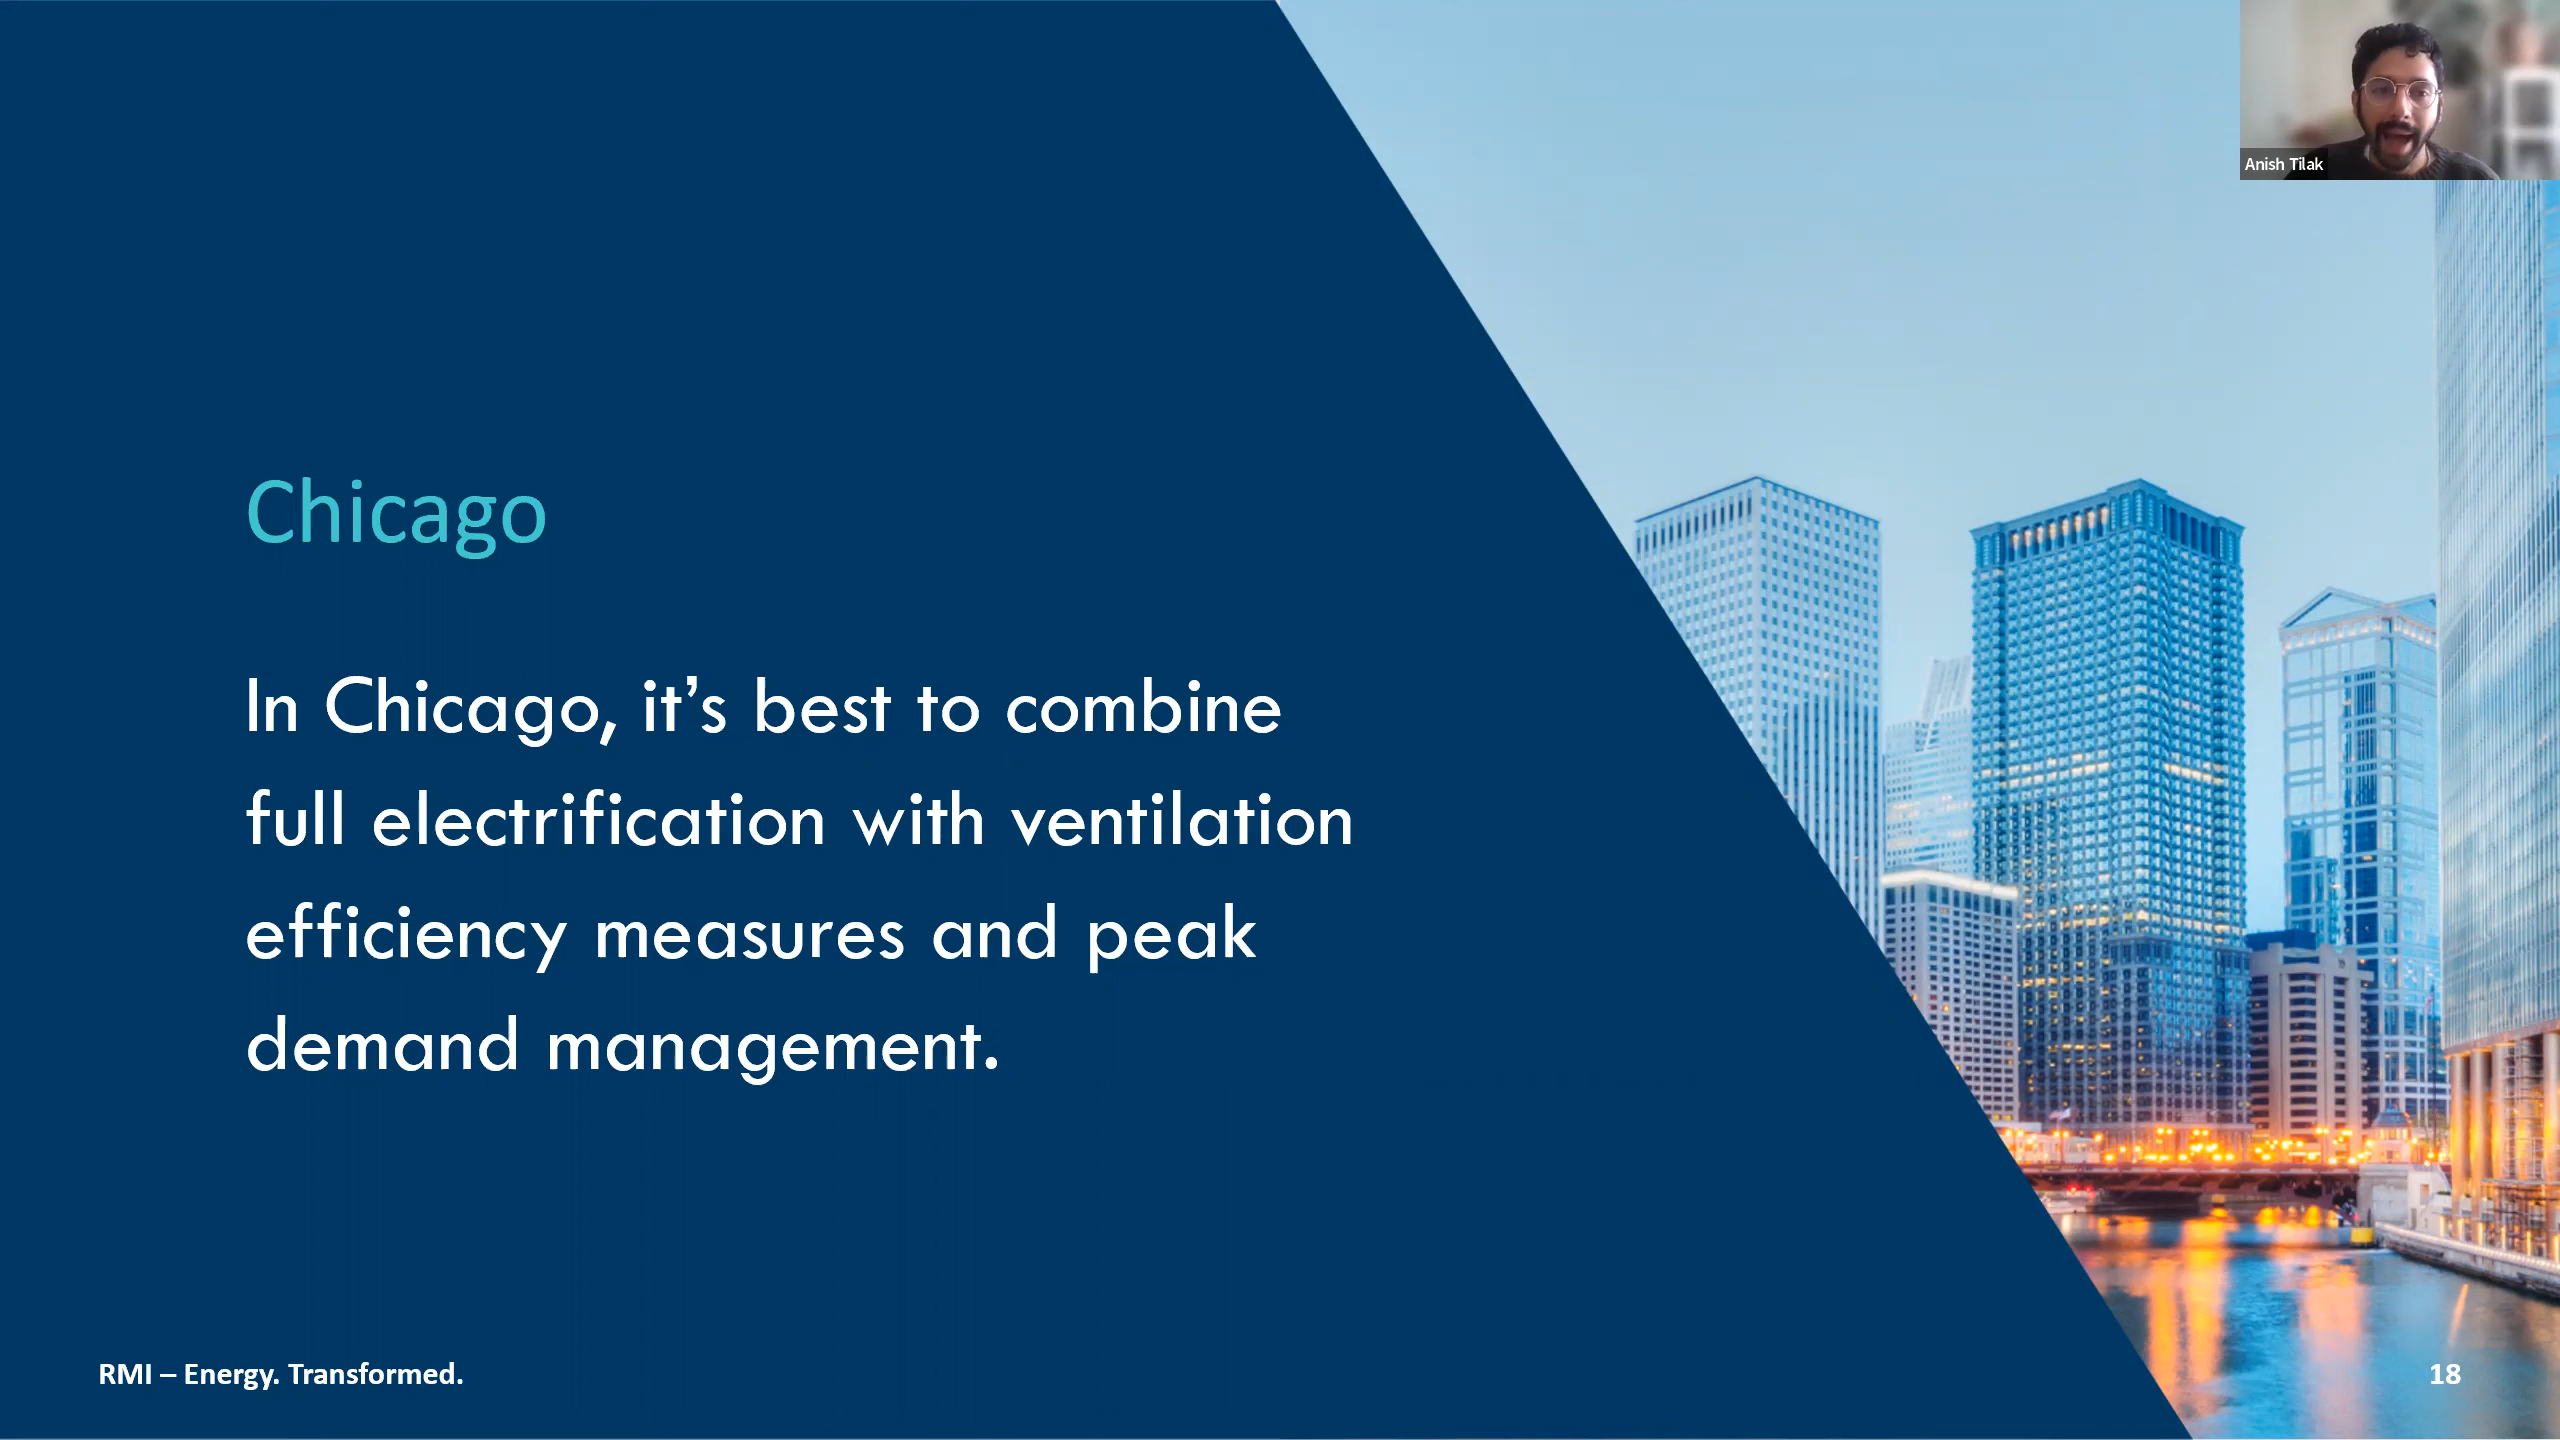 Anish Tilak
Chicago
In Chicago, it’s best to combine
full electrification with ventilation
efficiency measures and peak
demand management.
RMI – Energy. Transformed.
18